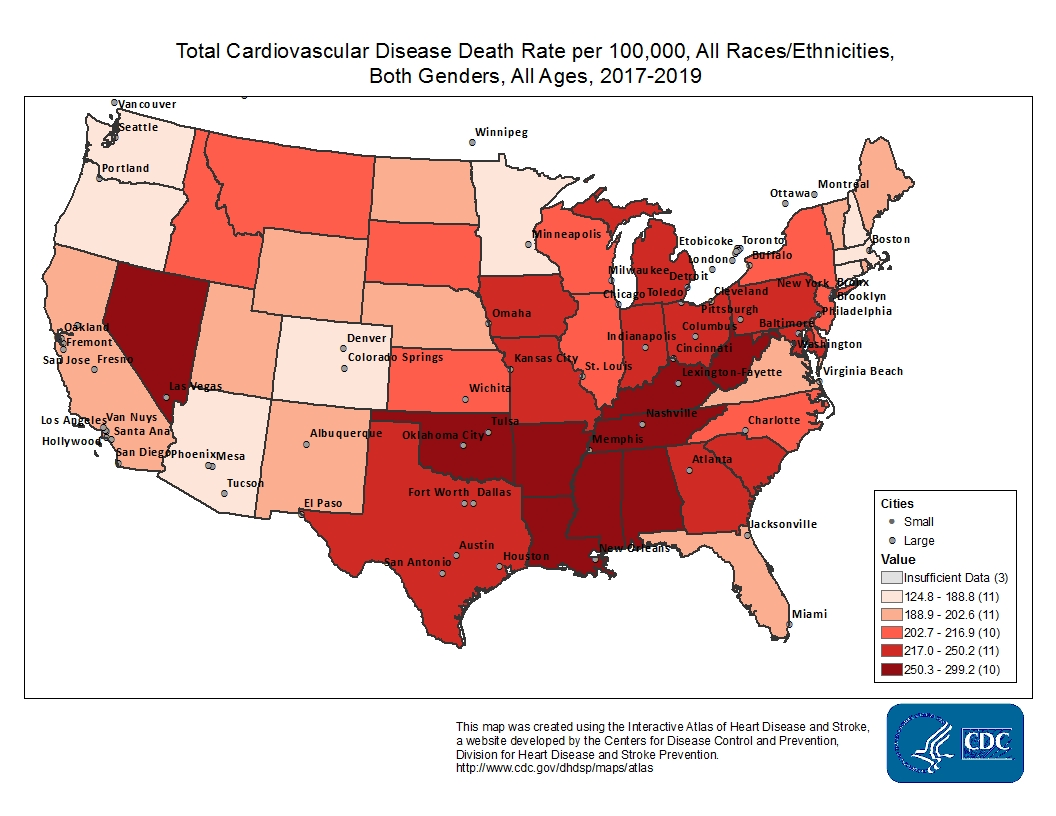 Total Cardiovascular Disease Death Rate per 100,000, All Races/Ethnicities,
Both Genders, All Ages, 2017-2019
Vancouver
Seattle
Portland
Winnipeg
Ottawa
Montreal
Minneapolis
Etobicoke
Toronto
London
Buffalo
Boston
Milwaukee
Detroit
Chicago
Toledo
Cleveland
New York
Bronx
Brooklyn
Pittsburgh
Philadelphia
Omaha
Indianapolis
Columbus
Baltimore
Washington
Oakland
Fremont
San Jose
Fresno
Denver
Colorado Springs
Kansas City
St. Louis
Cincinnati
Lexington-Fayette
Virginia Beach
Las Vegas
Wichita
Los Angeles
Van Nuys
Santa Ana
Hollywood
San Diego
Albuquerque
Oklahoma City
Tulsa
Nashville
Memphis
Charlotte
Phoenix
Mesa
Tucson
Atlanta
El Paso
Fort Worth
Dallas
Jacksonville
Austin
San Antonio
Houston
New Orleans
Miami
Cities
Small
Large
Value
Insufficient Data (3)
124.8 - 188.8 (11)
188.9 - 202.6 (11)
202.7 - 216.9 (10)
217.0 - 250.2 (11)
250.3 - 299.2 (10)
This map was created using the Interactive Atlas of Heart Disease and Stroke,
a website developed by the Centers for Disease Control and Prevention,
Division for Heart Disease and Stroke Prevention.
http://www.cdc.gov/dhdsp/maps/atlas
CDC